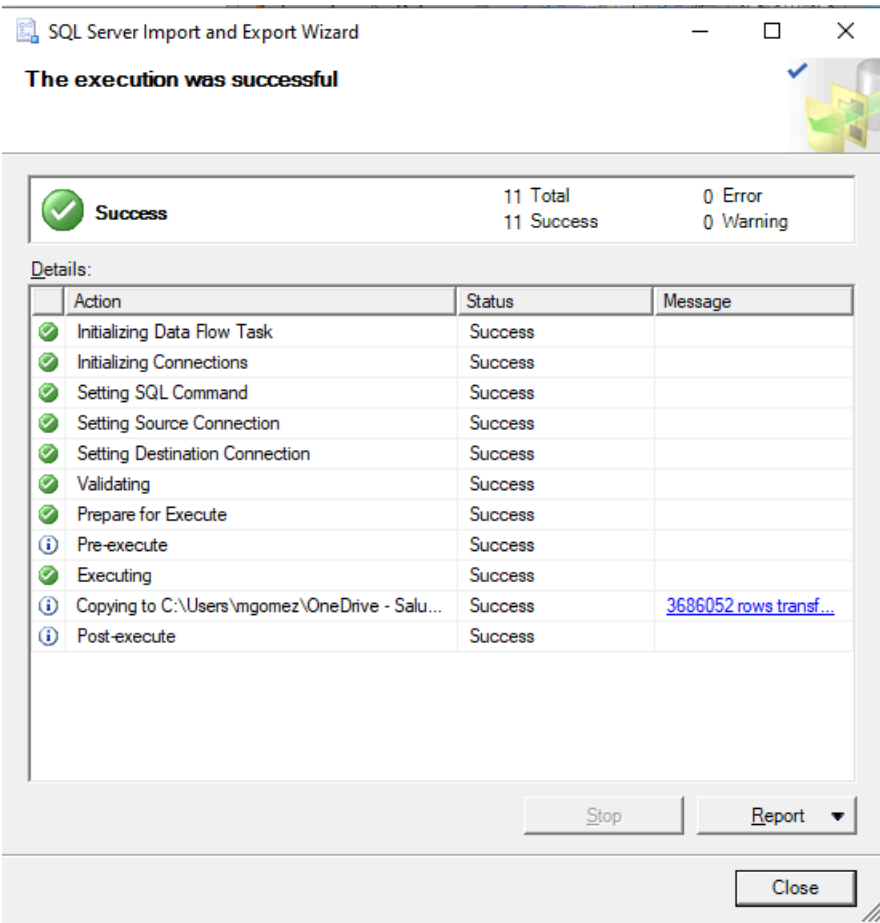 SQL Server Import and Export Wizard
The execution was successful
Success
11 Total 0 Error
11 Success 0 Warning
Details:
Action Status Message
Initializing Data Flow Task Success
Initializing Connections Success
Setting SQL Command Success
Setting Source Connection Success
Setting Destination Connection Success
Validating Success
Prepare for Execute Success
Pre-execute Success
Executing Success
Copying to C:\Users\mgomez\OneDrive - Salu... Success 3686052 rows transf...
Post-execute Success
Stop Report
Close